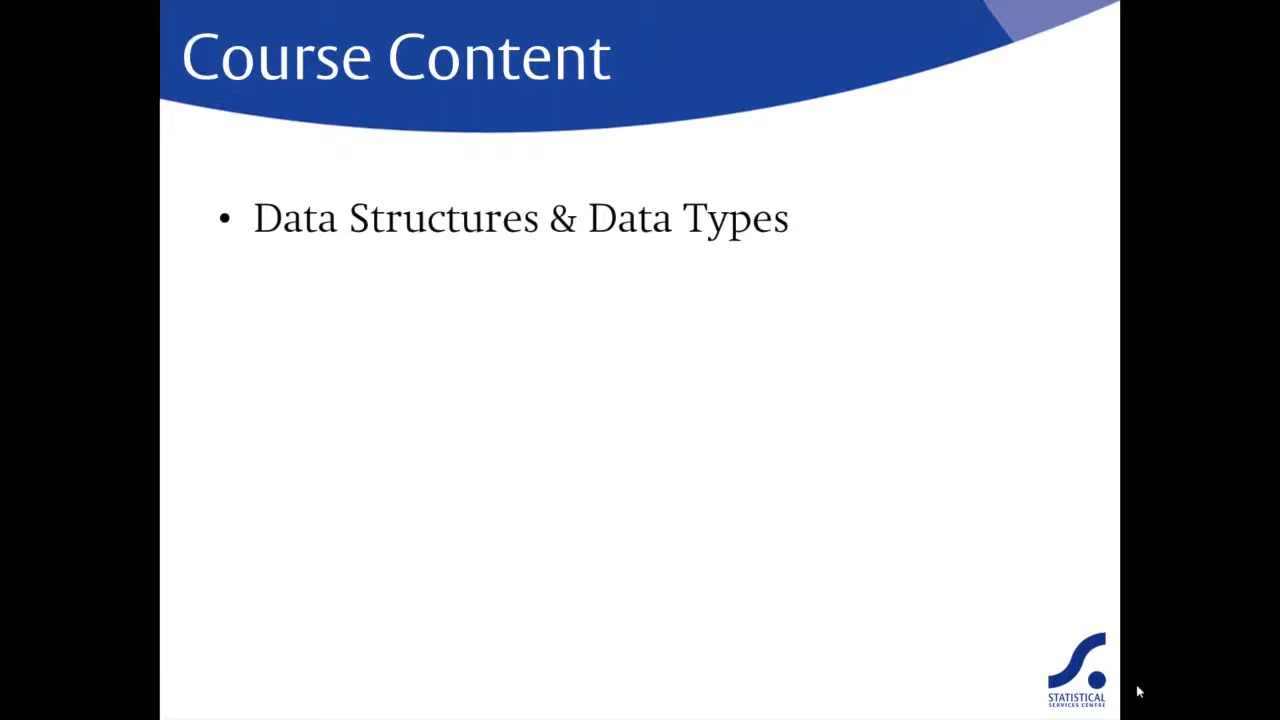 Course Content
• Data Structures & Data Types
STATISTICAL
SERVICES CENTRE